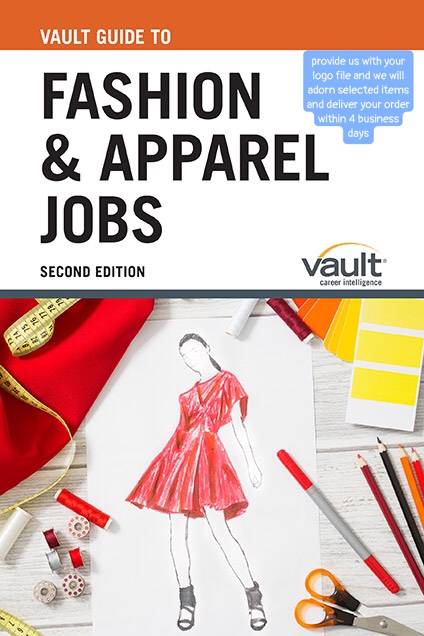 VAULT GUIDE TO
provide us with your
logo file and we will
adorn selected items
and deliver your order
within 4 business
days
FASHION
& APPAREL
JOBS
SECOND EDITION
vault®
career intelligence